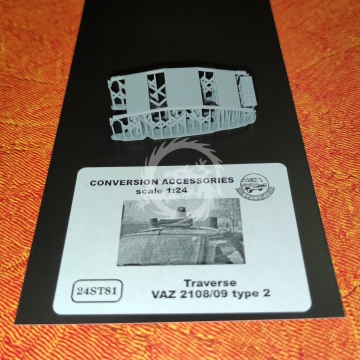 CONVERSION ACCESSORIES
scale 1:24
24ST81
Traverse
VAZ 2108/09 type 2